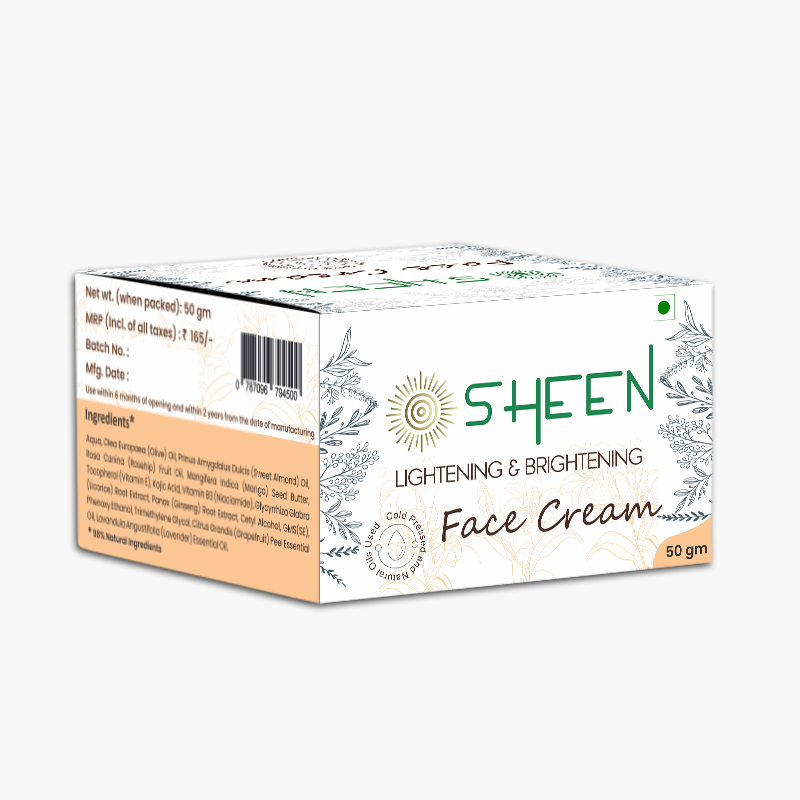 Net wt. (when packed): 50 gm
MRP (Incl. of all taxes) :₹ 165/-
Batch No. :
Mfg. Date :
0 787096 794500
Use within 6 months of opening and within 2 years from the date of manufacturing
Ingredients*
Aqua, Olea Europaea (Olive) Oil, Prinus Amygdalus Dulcis (Sweet Almond) Oil,
Rosa Canina (Rosehip) Fruit Oil, Mangifera Indica (Mango) Seed Butter,
Tocopherol (Vitamin E), Kojic Acid, Vitamin B3 (Niaciamide), Glycyrrhiza Glabra
(Licorice) Root Extract, Panax (Ginseng) Root Extract, Cetyl Alcohol, GMS(SE),
Phenoxy Ethanol, Trimethylene Glycol, Citrus Grandis (Grapefruit) Peel Essential
Oil, Lavandula Angustifolia (Lavender) Essential Oil.
* 98% Natural Ingredients
SHEEN
LIGHTENING & BRIGHTENING
Face Cream
Cold Pressed and Natural Oils Used
50 gm
SHEEN
Face Cream